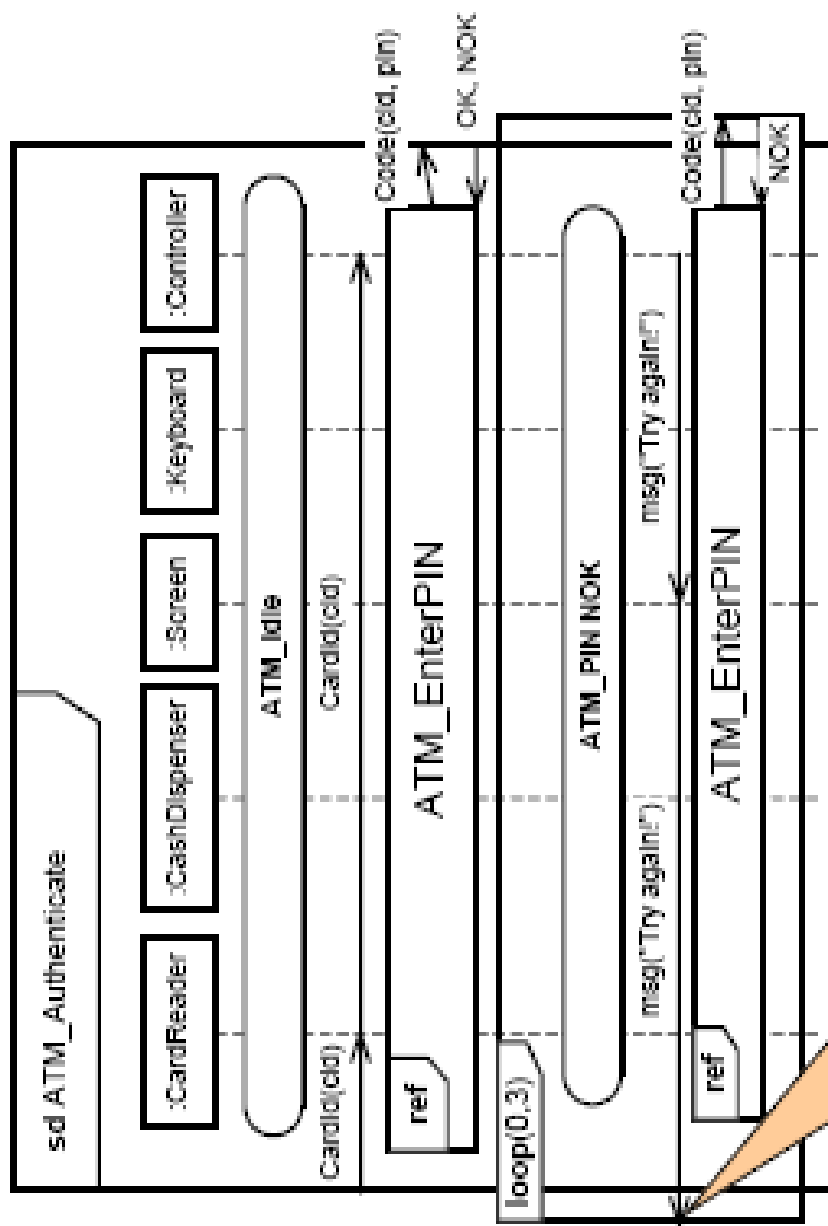 sd ATM_Authenticate
:CardReader
:CashDispenser
:Screen
:Keyboard
:Controller
ATM_Idle
CardId(cid)
CardId(cid)
ref
ATM_EnterPIN
Code(cid, pin)
OK, NOK
loop(0,3)
ATM_PIN NOK
msg("Try again!")
msg("Try again!")
ref
ATM_EnterPIN
Code(cid, pin)
NOK